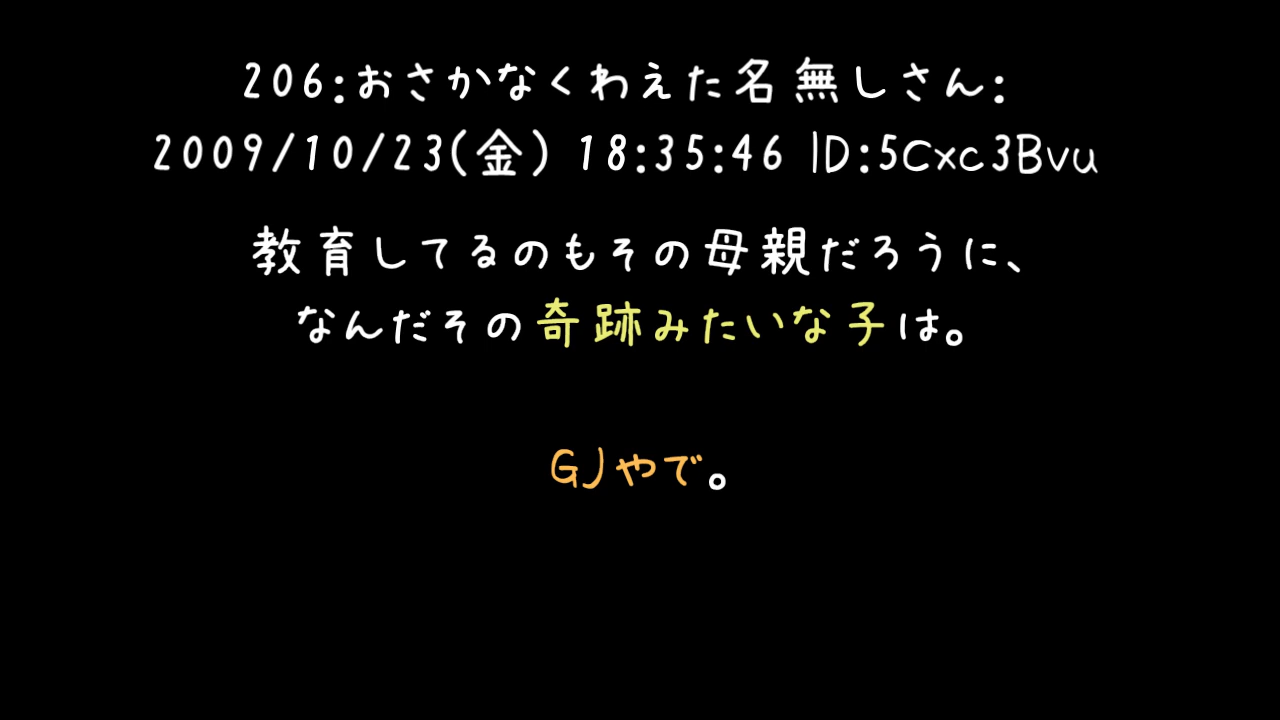 206:おさかなくわえた名無しさん:
2009/10/23(金) 18:35:46 ID:5Cxc3Bvu
教育してるのもその母親だろうに、
なんだその奇跡みたいな子は。
GJやで。